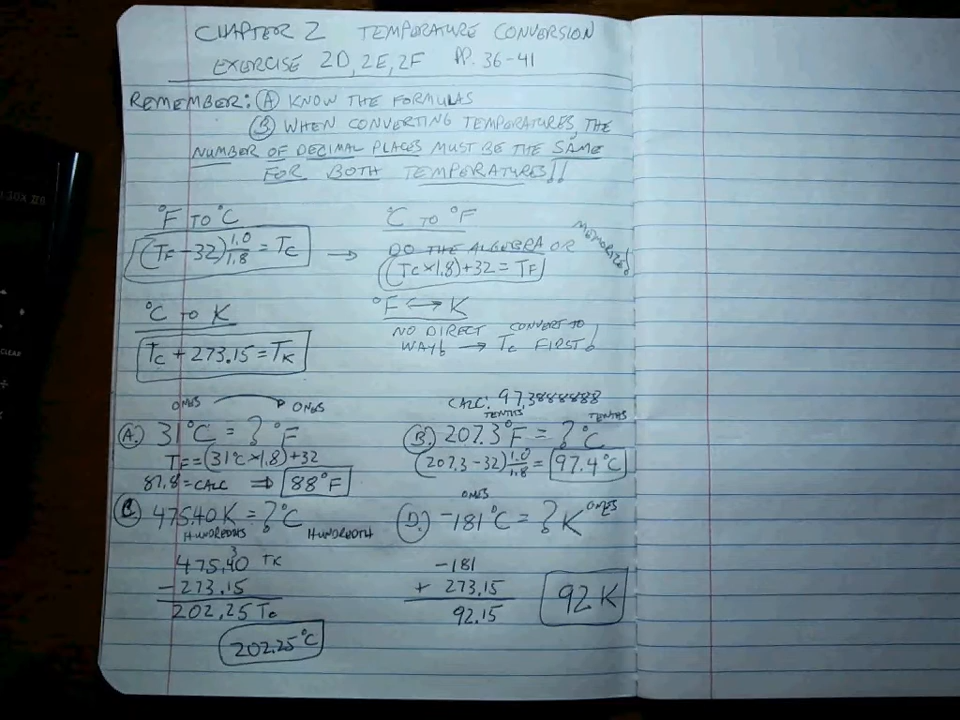 CHAPTER 2 TEMPERATURE CONVERSION
EXERCISE 2D, 2E, 2F PP. 36-41
REMEMBER: (A) KNOW THE FORMULAS
(B) WHEN CONVERTING TEMPERATURES, THE
NUMBER OF DECIMAL PLACES MUST BE THE SAME
FOR BOTH TEMPERATURES!!
°F TO °C
(TF - 32) 1.0/1.8 = TC →
°C TO °F
DO THE ALGEBRA OR
(TC × 1.8) + 32 = TF
MEMORIZE!
°C to K
TC + 273.15 = TK
°F ↔ K
NO DIRECT WAY! → CONVERT TO TC FIRST!
ONES → ONES
(A.) 31°C = ? °F
TF = (31°C × 1.8) + 32
87.8 = CALC ⇒ 88°F
CALC: 97.3888888
TENTHS TENTHS
(B.) 207.3°F = ? °C
(207.3 - 32) 1.0/1.8 = 97.4°C
(C.) 475.40 K = ? °C
HUNDREDTHS HUNDREDTH
475.40 TK
- 273.15
202.25 TC
202.25°C
ONES ONES
(D.) -181°C = ? K
-181
+ 273.15
92.15
92 K
CLEAR